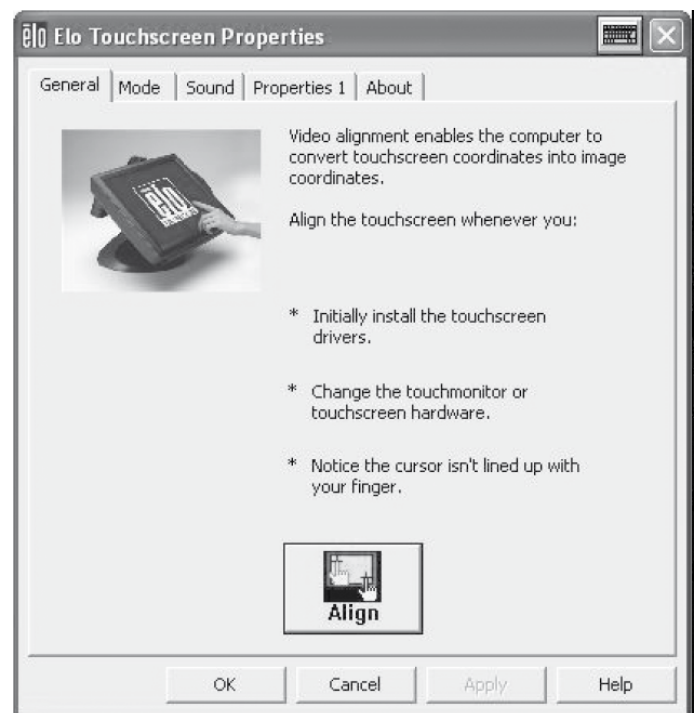 ēlo Elo Touchscreen Properties
General Mode Sound Properties 1 About
ēlo
Video alignment enables the computer to
convert touchscreen coordinates into image
coordinates.
Align the touchscreen whenever you:
* Initially install the touchscreen
drivers.
* Change the touchmonitor or
touchscreen hardware.
* Notice the cursor isn't lined up with
your finger.
Align
OK Cancel Apply Help